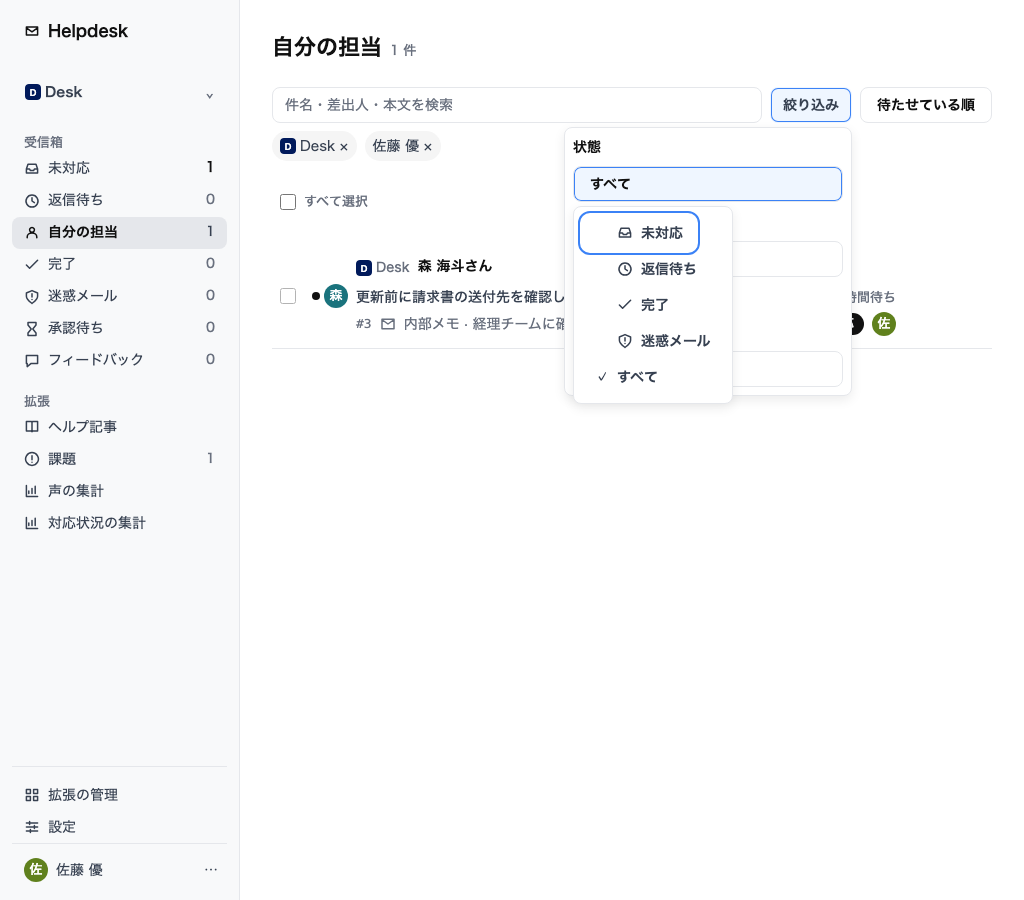 Helpdesk
D Desk
受信箱
未対応 1
返信待ち 0
自分の担当 1
完了 0
迷惑メール 0
承認待ち 0
フィードバック 0
拡張
ヘルプ記事
課題 1
声の集計
対応状況の集計
拡張の管理
設定
佐 佐藤 優 …
自分の担当 1 件
件名・差出人・本文を検索 絞り込み 待たせている順
D Desk × 佐藤 優 ×
すべて選択
D Desk 森 海斗さん
森 更新前に請求書の送付先を確認し
時間待ち
#3 内部メモ · 経理チームに確
佐
状態
すべて
未対応
返信待ち
完了
迷惑メール
✓ すべて